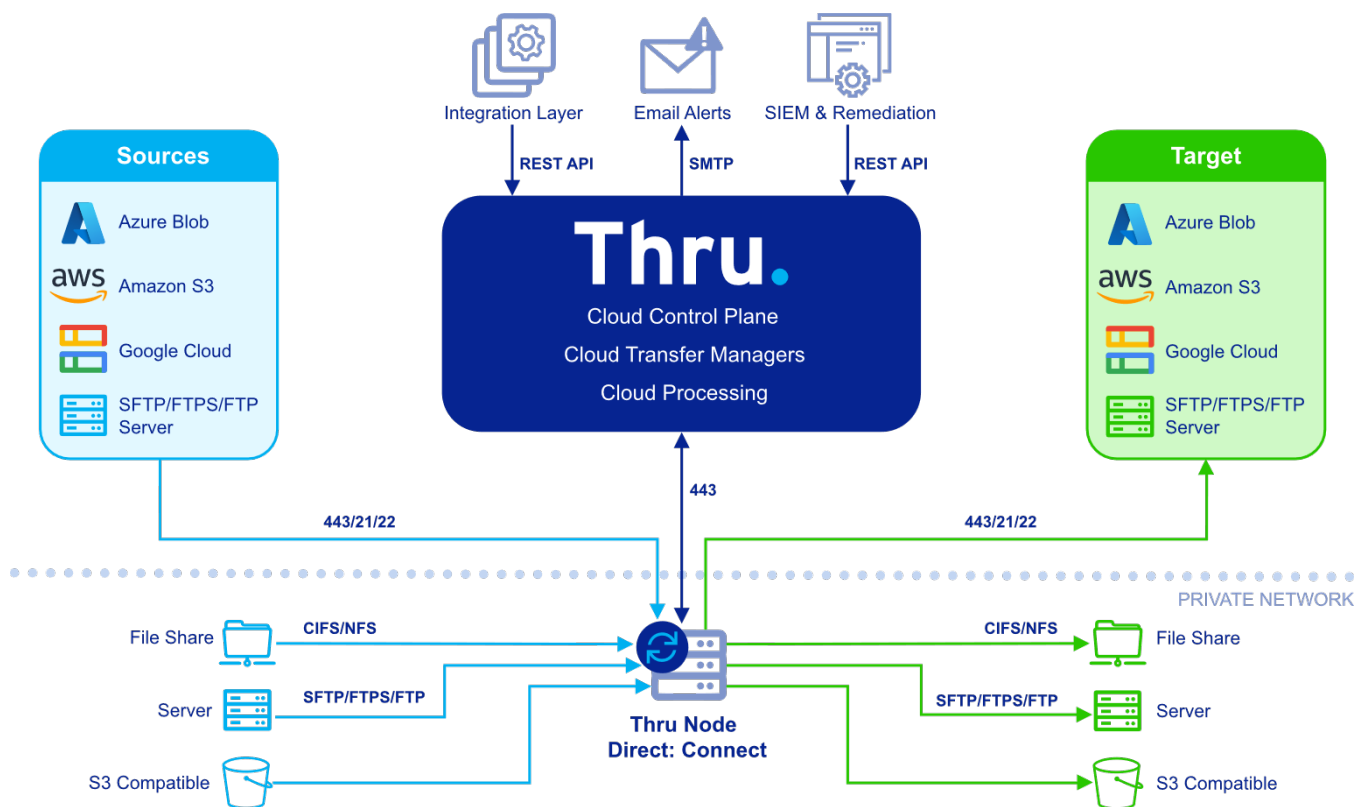 Integration Layer
Email Alerts
SIEM & Remediation
REST API
SMTP
REST API
Sources
Azure Blob
aws
Amazon S3
Google Cloud
SFTP/FTPS/FTP
Server
Thru.
Cloud Control Plane
Cloud Transfer Managers
Cloud Processing
Target
Azure Blob
aws
Amazon S3
Google Cloud
SFTP/FTPS/FTP
Server
443/21/22
443
443/21/22
PRIVATE NETWORK
File Share
CIFS/NFS
Server
SFTP/FTPS/FTP
S3 Compatible
Thru Node
Direct: Connect
CIFS/NFS
File Share
SFTP/FTPS/FTP
Server
S3 Compatible